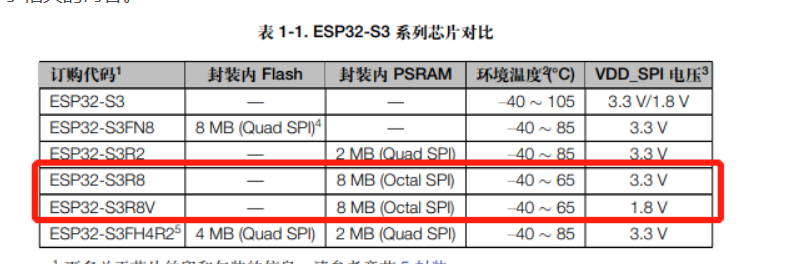 表 1-1. ESP32-S3 系列芯片对比
订购代码1 封装内 Flash 封装内 PSRAM 环境温度2(°C) VDD_SPI 电压3
ESP32-S3 — — –40 ∼ 105 3.3 V/1.8 V
ESP32-S3FN8 8 MB (Quad SPI)4 — –40 ∼ 85 3.3 V
ESP32-S3R2 — 2 MB (Quad SPI) –40 ∼ 85 3.3 V
ESP32-S3R8 — 8 MB (Octal SPI) –40 ∼ 65 3.3 V
ESP32-S3R8V — 8 MB (Octal SPI) –40 ∼ 65 1.8 V
ESP32-S3FH4R25 4 MB (Quad SPI) 2 MB (Quad SPI) –40 ∼ 85 3.3 V